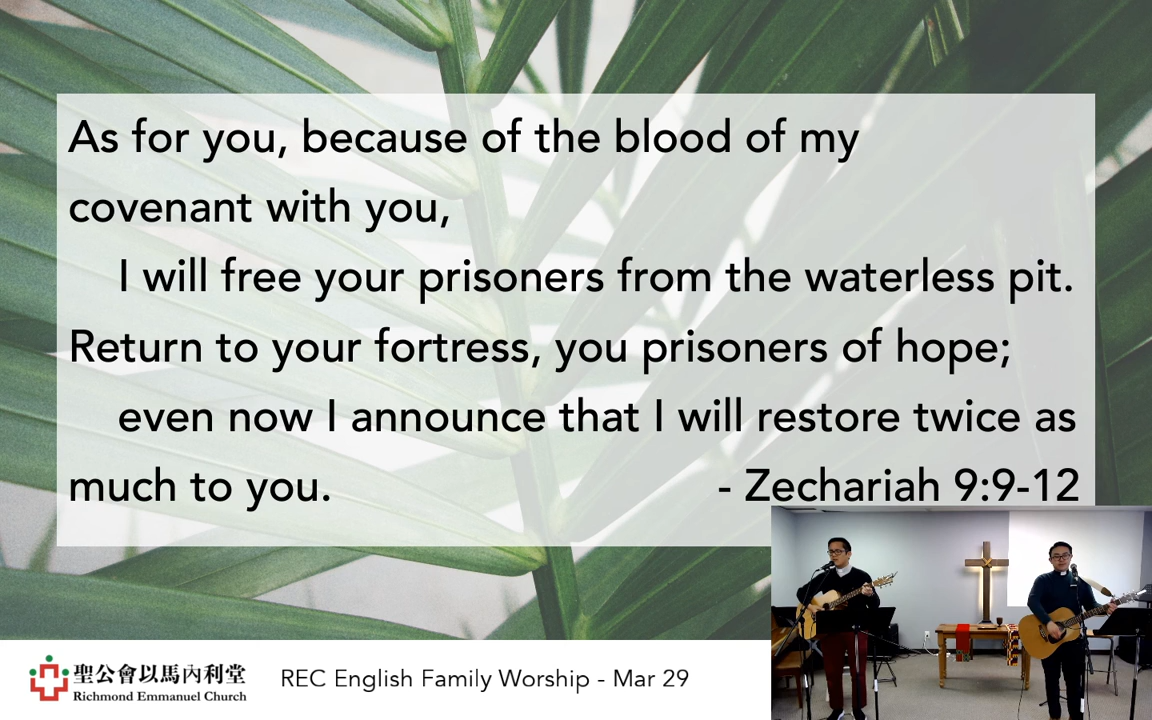 As for you, because of the blood of my
covenant with you,
I will free your prisoners from the waterless pit.
Return to your fortress, you prisoners of hope;
even now I announce that I will restore twice as
much to you. - Zechariah 9:9-12
聖公會以馬內利堂
Richmond Emmanuel Church
REC English Family Worship - Mar 29